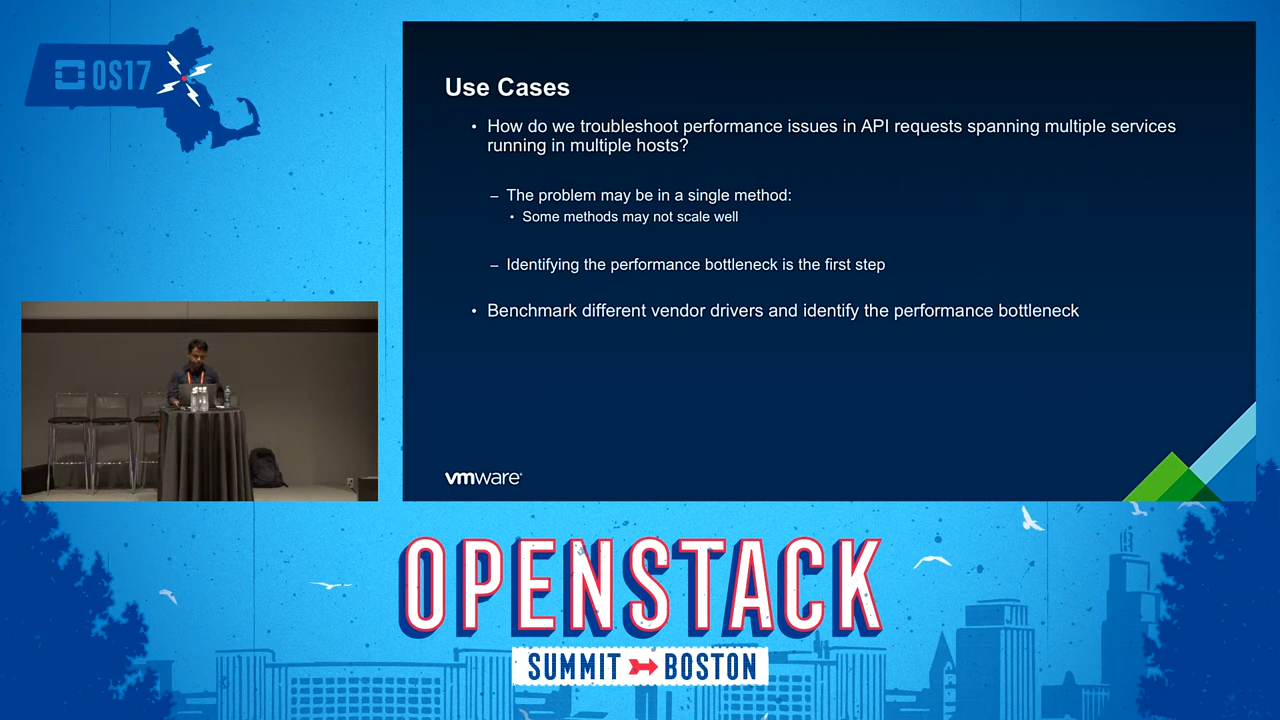 OS17
Use Cases
• How do we troubleshoot performance issues in API requests spanning multiple services
running in multiple hosts?
– The problem may be in a single method:
• Some methods may not scale well
– Identifying the performance bottleneck is the first step
• Benchmark different vendor drivers and identify the performance bottleneck
vmware®
OPENSTACK
SUMMIT BOSTON